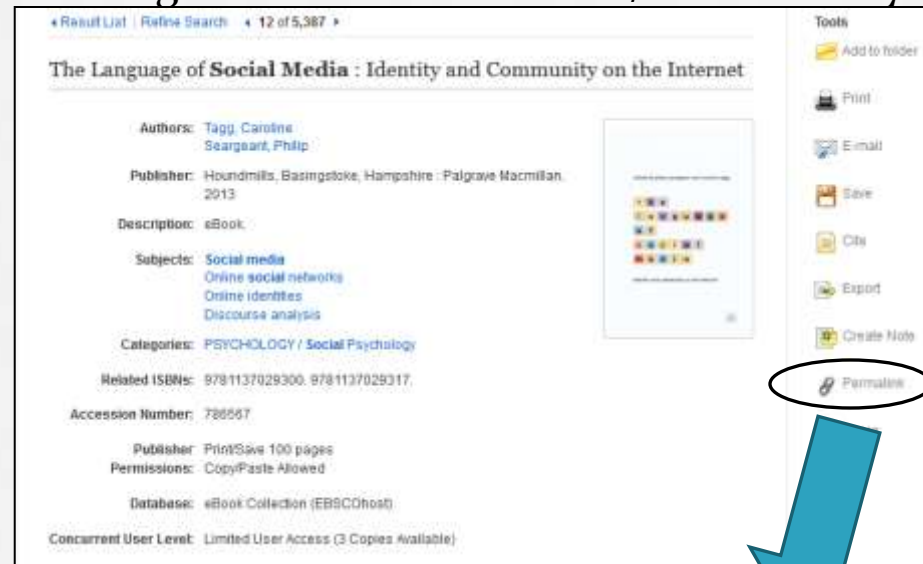 Result List Refine Search 12 of 5,387
The Language of Social Media : Identity and Community on the Internet
Authors: Tagg, Caroline
Seargeant, Philip
Publisher: Houndmills, Basingstoke, Hampshire : Palgrave Macmillan. 2013
Description: eBook.
Subjects: Social media
Online social networks
Online identities
Discourse analysis
Categories: PSYCHOLOGY / Social Psychology
Related ISBNs: 9781137029300. 9781137029317.
Accession Number: 786567
Publisher Permissions: Print/Save 100 pages
Copy/Paste Allowed
Database: eBook Collection (EBSCOhost)
Concurrent User Level: Limited User Access (3 Copies Available)
Tools
Add to folder
Print
E-mail
Save
Cite
Export
Create Note
Permalink